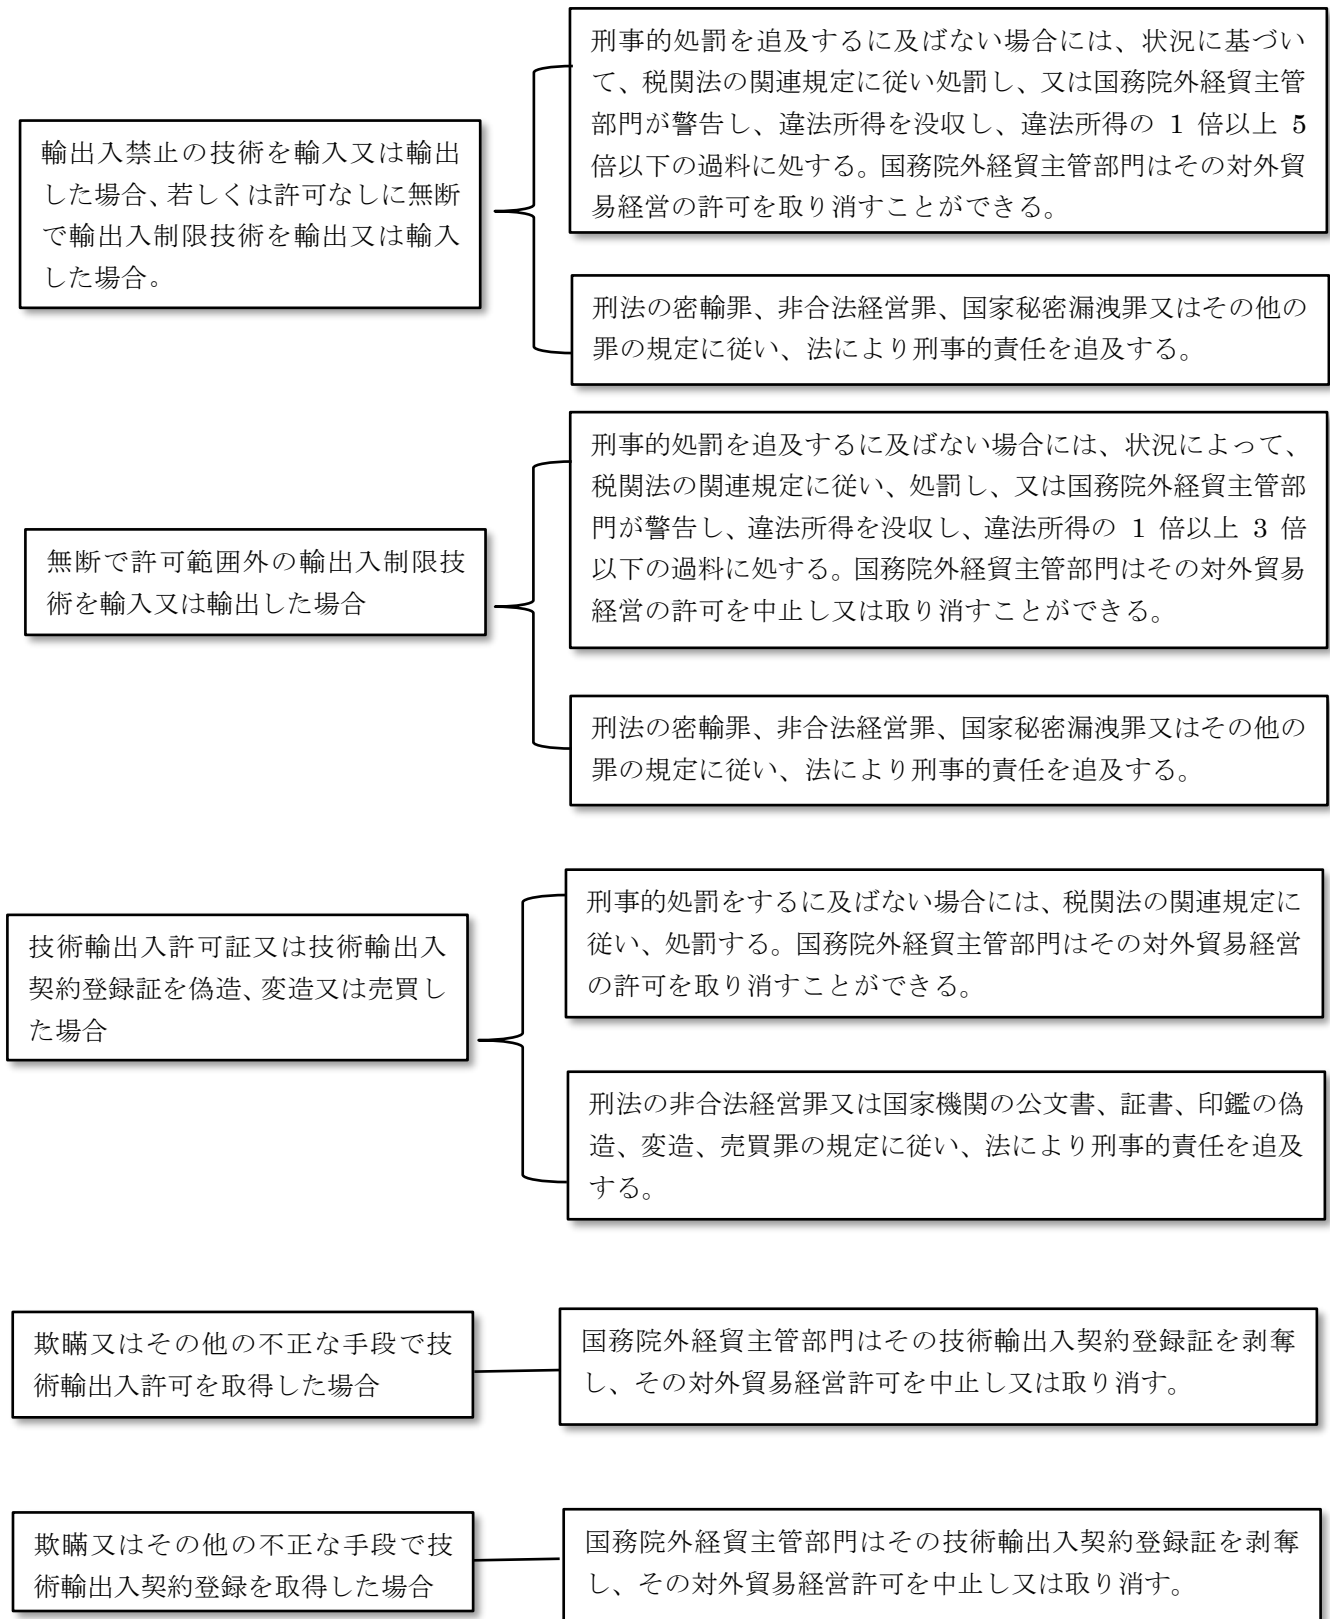 輸出入禁止の技術を輸入又は輸出
した場合、若しくは許可なしに無断
で輸出入制限技術を輸出又は輸入
した場合。
刑事的処罰を追及するに及ばない場合には、状況に基づい
て、税関法の関連規定に従い処罰し、又は国務院外経貿主管
部門が警告し、違法所得を没収し、違法所得の 1 倍以上 5
倍以下の過料に処する。国務院外経貿主管部門はその対外貿
易経営の許可を取り消すことができる。
刑法の密輸罪、非合法経営罪、国家秘密漏洩罪又はその他の
罪の規定に従い、法により刑事的責任を追及する。
無断で許可範囲外の輸出入制限技
術を輸入又は輸出した場合
刑事的処罰を追及するに及ばない場合には、状況によって、
税関法の関連規定に従い、処罰し、又は国務院外経貿主管部
門が警告し、違法所得を没収し、違法所得の 1 倍以上 3 倍
以下の過料に処する。国務院外経貿主管部門はその対外貿易
経営の許可を中止し又は取り消すことができる。
刑法の密輸罪、非合法経営罪、国家秘密漏洩罪又はその他の
罪の規定に従い、法により刑事的責任を追及する。
技術輸出入許可証又は技術輸出入
契約登録証を偽造、変造又は売買し
た場合
刑事的処罰をするに及ばない場合には、税関法の関連規定に
従い、処罰する。国務院外経貿主管部門はその対外貿易経営
の許可を取り消すことができる。
刑法の非合法経営罪又は国家機関の公文書、証書、印鑑の偽
造、変造、売買罪の規定に従い、法により刑事的責任を追及
する。
欺瞞又はその他の不正な手段で技
術輸出入許可を取得した場合
国務院外経貿主管部門はその技術輸出入契約登録証を剥奪
し、その対外貿易経営許可を中止し又は取り消す。
欺瞞又はその他の不正な手段で技
術輸出入契約登録を取得した場合
国務院外経貿主管部門はその技術輸出入契約登録証を剥奪
し、その対外貿易経営許可を中止し又は取り消す。